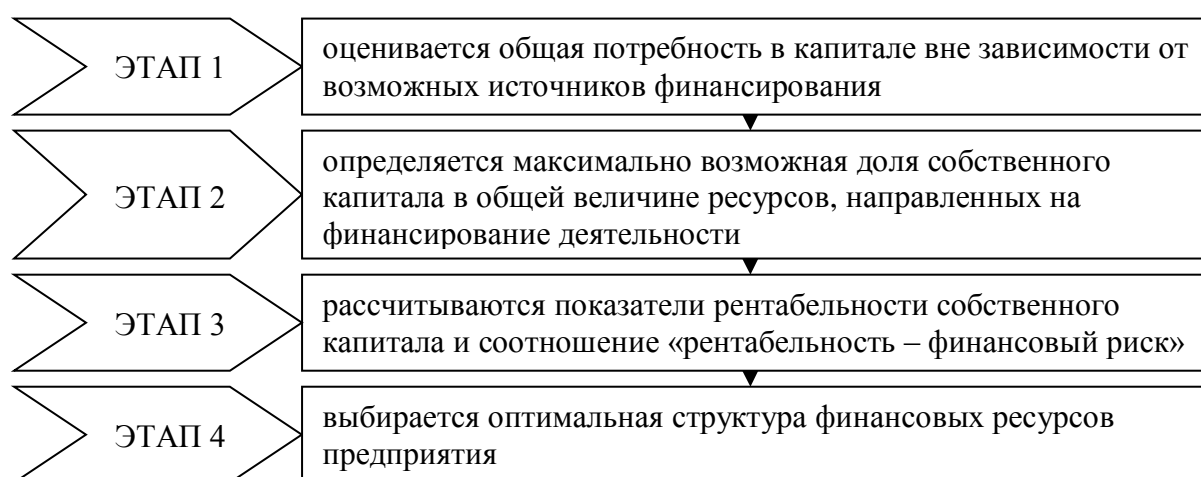 ЭТАП 1
оценивается общая потребность в капитале вне зависимости от
возможных источников финансирования
ЭТАП 2
определяется максимально возможная доля собственного
капитала в общей величине ресурсов, направленных на
финансирование деятельности
ЭТАП 3
рассчитываются показатели рентабельности собственного
капитала и соотношение «рентабельность – финансовый риск»
ЭТАП 4
выбирается оптимальная структура финансовых ресурсов
предприятия